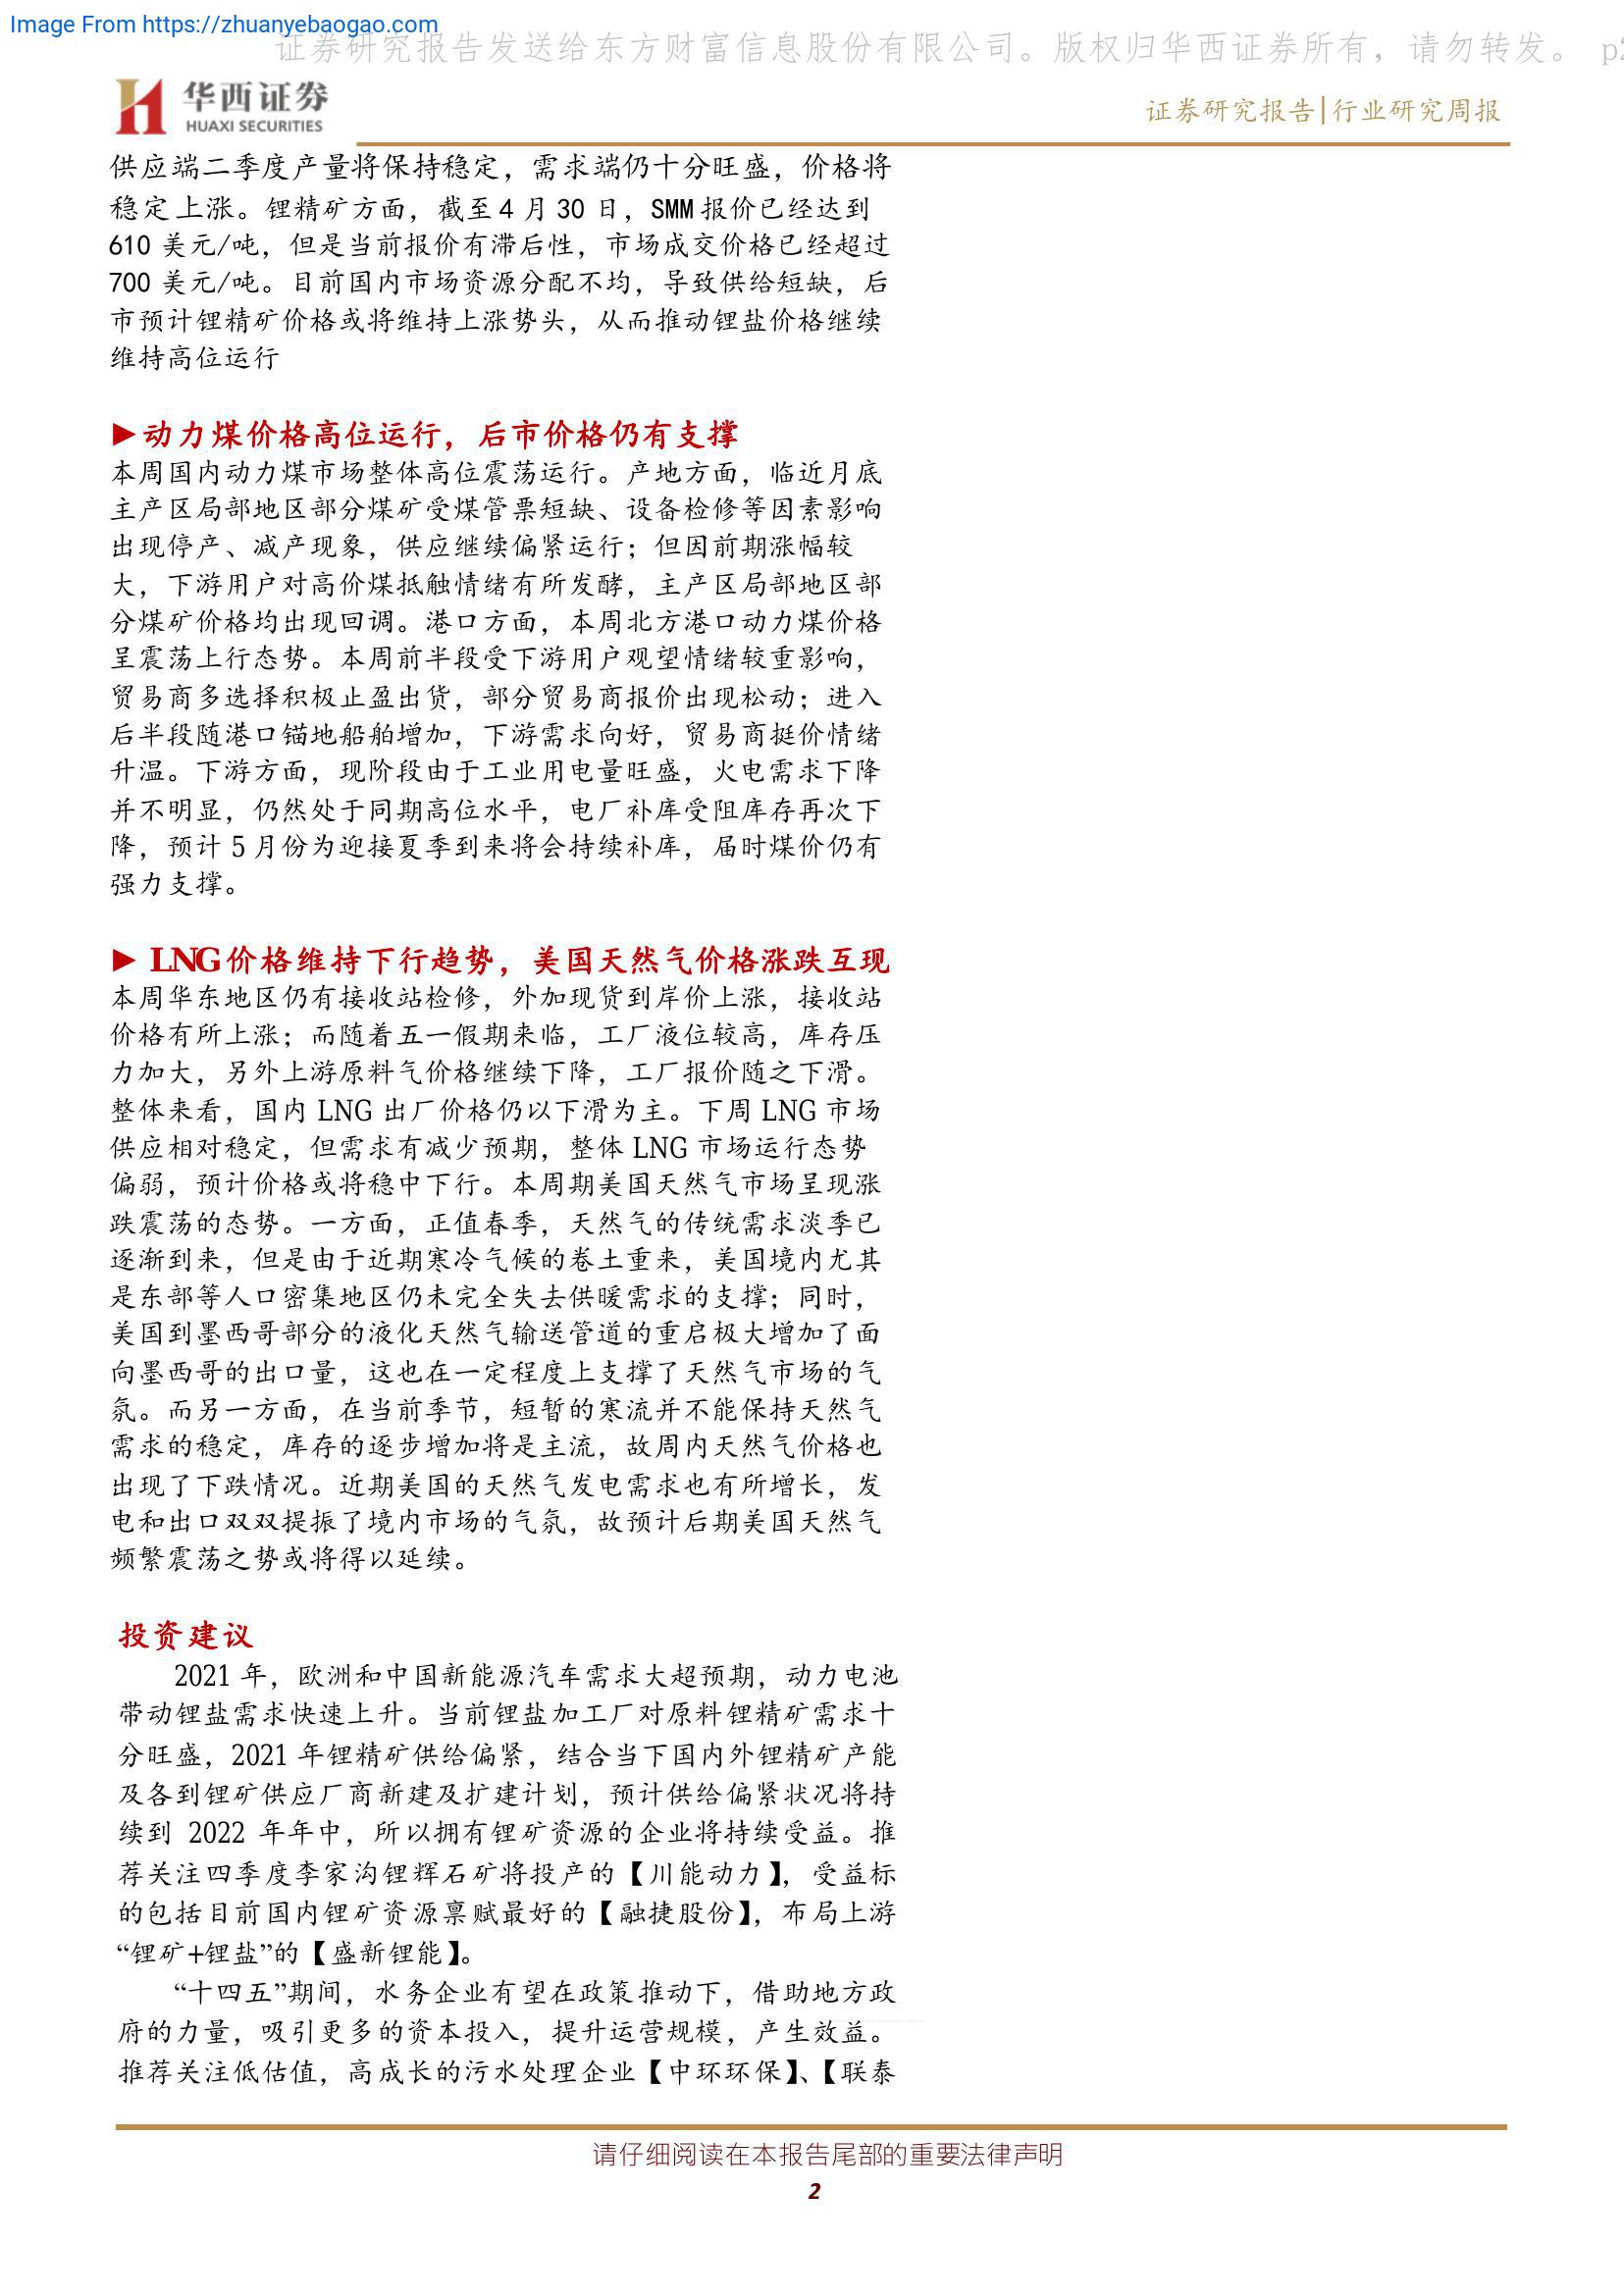 Image From https://zhuanyebaogao.com
证券研究报告发送给东方财富信息股份有限公司。版权归华西证券所有，请勿转发。 p2
华西证券
HUAXI SECURITIES
证券研究报告|行业研究周报
供应端二季度产量将保持稳定，需求端仍十分旺盛，价格将
稳定上涨。锂精矿方面，截至 4 月 30 日，SMM 报价已经达到
610 美元/吨，但是当前报价有滞后性，市场成交价格已经超过
700 美元/吨。目前国内市场资源分配不均，导致供给短缺，后
市预计锂精矿价格或将维持上涨势头，从而推动锂盐价格继续
维持高位运行
►动力煤价格高位运行，后市价格仍有支撑
本周国内动力煤市场整体高位震荡运行。产地方面，临近月底
主产区局部地区部分煤矿受煤管票短缺、设备检修等因素影响
出现停产、减产现象，供应继续偏紧运行；但因前期涨幅较
大，下游用户对高价煤抵触情绪有所发酵，主产区局部地区部
分煤矿价格均出现回调。港口方面，本周北方港口动力煤价格
呈震荡上行态势。本周前半段受下游用户观望情绪较重影响，
贸易商多选择积极止盈出货，部分贸易商报价出现松动；进入
后半段随港口锚地船舶增加，下游需求向好，贸易商挺价情绪
升温。下游方面，现阶段由于工业用电量旺盛，火电需求下降
并不明显，仍然处于同期高位水平，电厂补库受阻库存再次下
降，预计 5 月份为迎接夏季到来将会持续补库，届时煤价仍有
强力支撑。
► LNG 价格维持下行趋势，美国天然气价格涨跌互现
本周华东地区仍有接收站检修，外加现货到岸价上涨，接收站
价格有所上涨；而随着五一假期来临，工厂液位较高，库存压
力加大，另外上游原料气价格继续下降，工厂报价随之下滑。
整体来看，国内 LNG 出厂价格仍以下滑为主。下周 LNG 市场
供应相对稳定，但需求有减少预期，整体 LNG 市场运行态势
偏弱，预计价格或将稳中下行。本周期美国天然气市场呈现涨
跌震荡的态势。一方面，正值春季，天然气的传统需求淡季已
逐渐到来，但是由于近期寒冷气候的卷土重来，美国境内尤其
是东部等人口密集地区仍未完全失去供暖需求的支撑；同时，
美国到墨西哥部分的液化天然气输送管道的重启极大增加了面
向墨西哥的出口量，这也在一定程度上支撑了天然气市场的气
氛。而另一方面，在当前季节，短暂的寒流并不能保持天然气
需求的稳定，库存的逐步增加将是主流，故周内天然气价格也
出现了下跌情况。近期美国的天然气发电需求也有所增长，发
电和出口双双提振了境内市场的气氛，故预计后期美国天然气
频繁震荡之势或将得以延续。
投资建议
2021 年，欧洲和中国新能源汽车需求大超预期，动力电池
带动锂盐需求快速上升。当前锂盐加工厂对原料锂精矿需求十
分旺盛，2021 年锂精矿供给偏紧，结合当下国内外锂精矿产能
及各到锂矿供应厂商新建及扩建计划，预计供给偏紧状况将持
续到 2022 年年中，所以拥有锂矿资源的企业将持续受益。推
荐关注四季度李家沟锂辉石矿将投产的【川能动力】，受益标
的包括目前国内锂矿资源禀赋最好的【融捷股份】，布局上游
“锂矿+锂盐”的【盛新锂能】。
“十四五”期间，水务企业有望在政策推动下，借助地方政
府的力量，吸引更多的资本投入，提升运营规模，产生效益。
推荐关注低估值，高成长的污水处理企业【中环环保】、【联泰
请仔细阅读在本报告尾部的重要法律声明
2